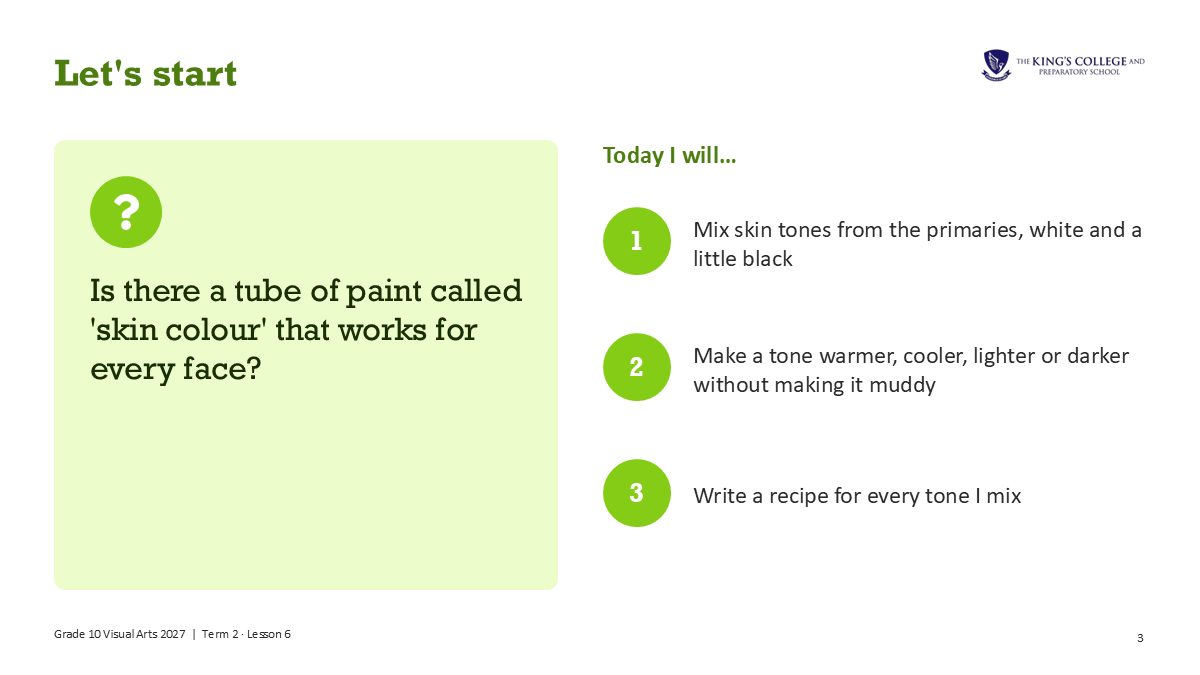 Let's start
THE KING'S COLLEGE AND
PREPARATORY SCHOOL
?
Is there a tube of paint called
'skin colour' that works for
every face?
Today I will...
1
Mix skin tones from the primaries, white and a
little black
2
Make a tone warmer, cooler, lighter or darker
without making it muddy
3
Write a recipe for every tone I mix
Grade 10 Visual Arts 2027 | Term 2 · Lesson 6
3